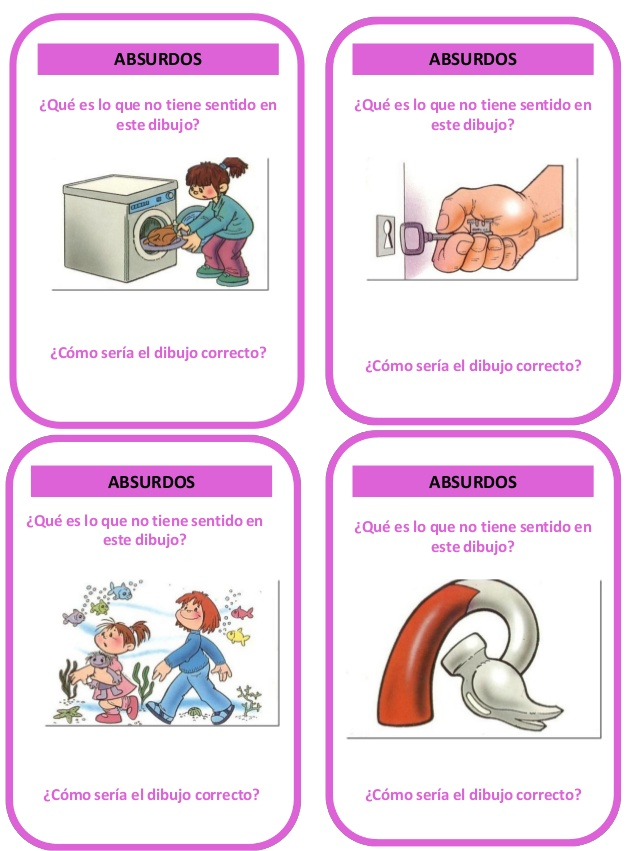 ABSURDOS
¿Qué es lo que no tiene sentido en
este dibujo?
¿Cómo sería el dibujo correcto?
ABSURDOS
¿Qué es lo que no tiene sentido en
este dibujo?
¿Cómo sería el dibujo correcto?
ABSURDOS
¿Qué es lo que no tiene sentido en
este dibujo?
¿Cómo sería el dibujo correcto?
ABSURDOS
¿Qué es lo que no tiene sentido en
este dibujo?
¿Cómo sería el dibujo correcto?